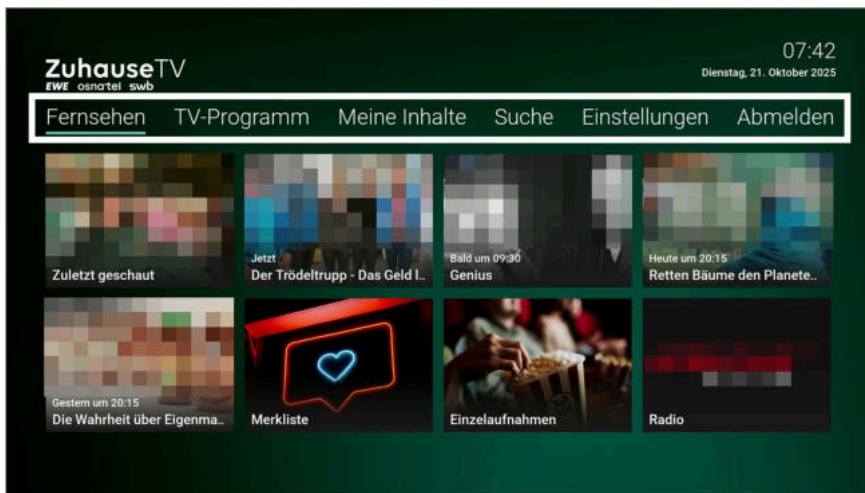 07:42
ZuhauseTV
Dienstag, 21. Oktober 2025
EWE osnatel swb
Fernsehen TV-Programm Meine Inhalte Suche Einstellungen Abmelden
Zuletzt geschaut
Jetzt
Der Trödeltrupp - Das Geld l..
Bald um 09:30
Genius
Heute um 20:15
Retten Bäume den Planete..
Gestern um 20:15
Die Wahrheit über Eigenma..
Merkliste
Einzelaufnahmen
Radio